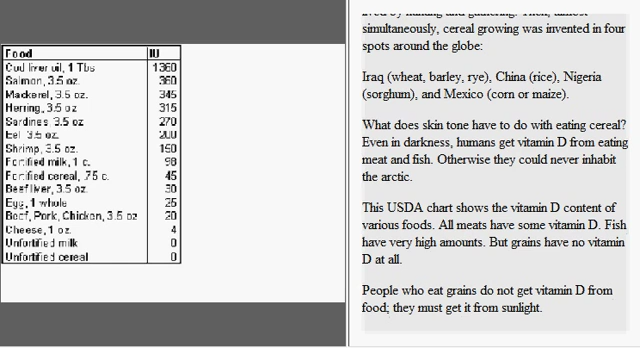 Food IU
Cod liver oil, 1 Tbs 1360
Salmon, 3.5 oz. 360
Mackerel, 3.5 oz. 345
Herring, 3.5 oz 315
Sardines 3.5 oz 270
Eel 3.5 oz. 200
Shrimp, 3.5 oz. 150
Fortified milk, 1 c. 98
Fortified cereal, .75 c. 45
Beef liver, 3.5 oz. 30
Egg, 1 whole 25
Beef, Pork, Chicken, 3.5 oz 20
Cheese, 1 oz. 4
Unfortified milk 0
Unfortified cereal 0
lived by hunting and gathering. Then, almost
simultaneously, cereal growing was invented in four
spots around the globe:
Iraq (wheat, barley, rye), China (rice), Nigeria
(sorghum), and Mexico (corn or maize).
What does skin tone have to do with eating cereal?
Even in darkness, humans get vitamin D from eating
meat and fish. Otherwise they could never inhabit
the arctic.
This USDA chart shows the vitamin D content of
various foods. All meats have some vitamin D. Fish
have very high amounts. But grains have no vitamin
D at all.
People who eat grains do not get vitamin D from
food; they must get it from sunlight.